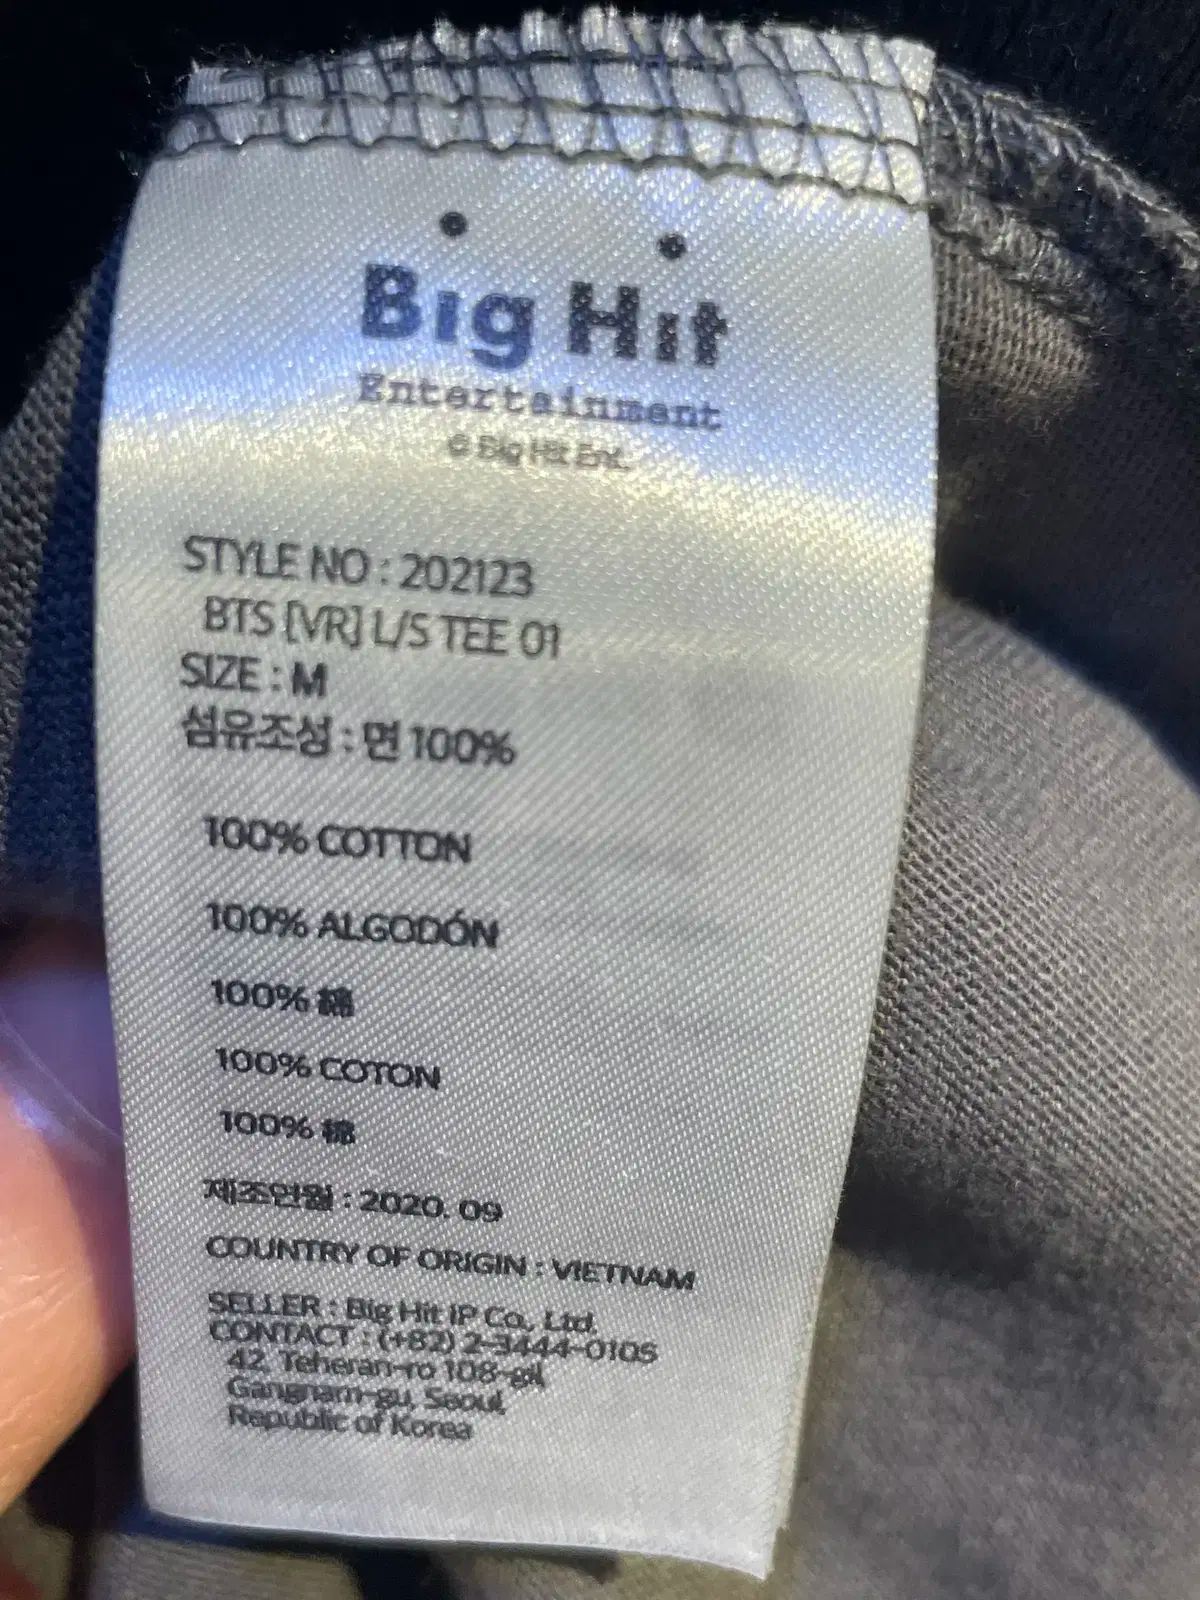 Big Hit
Entertainment
© Big Hit Ent.
STYLE NO : 202123
BTS [VR] L/S TEE 01
SIZE : M
섬유조성 : 면 100%
100% COTTON
100% ALGODÓN
100% 綿
100% COTON
100% 棉
제조연월 : 2020. 09
COUNTRY OF ORIGIN : VIETNAM
SELLER : Big Hit IP Co., Ltd.
CONTACT : (+82) 2-3444-0105
42, Teheran-ro 108-gil,
Gangnam-gu, Seoul,
Republic of Korea